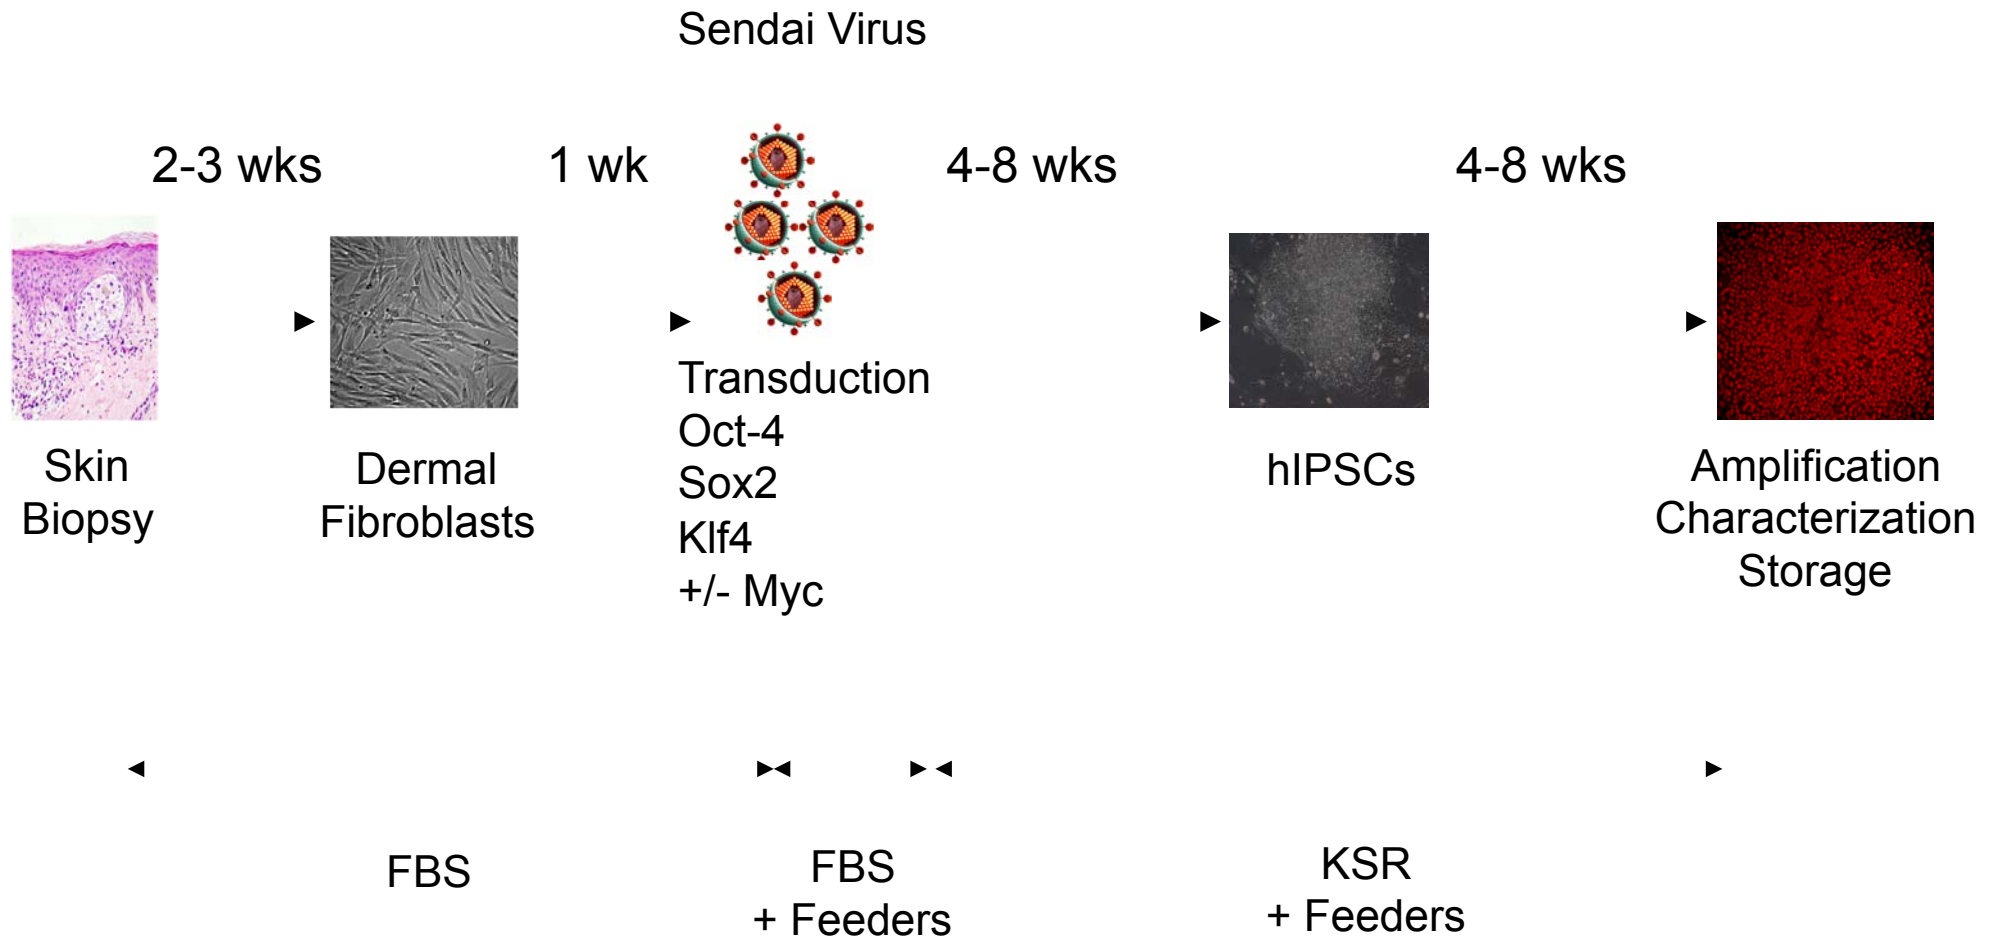 Sendai Virus
2-3 wks
1 wk
4-8 wks
4-8 wks
Skin
Biopsy
Dermal
Fibroblasts
Transduction
Oct-4
Sox2
Klf4
+/- Myc
hIPSCs
Amplification
Characterization
Storage
FBS
FBS
+ Feeders
KSR
+ Feeders